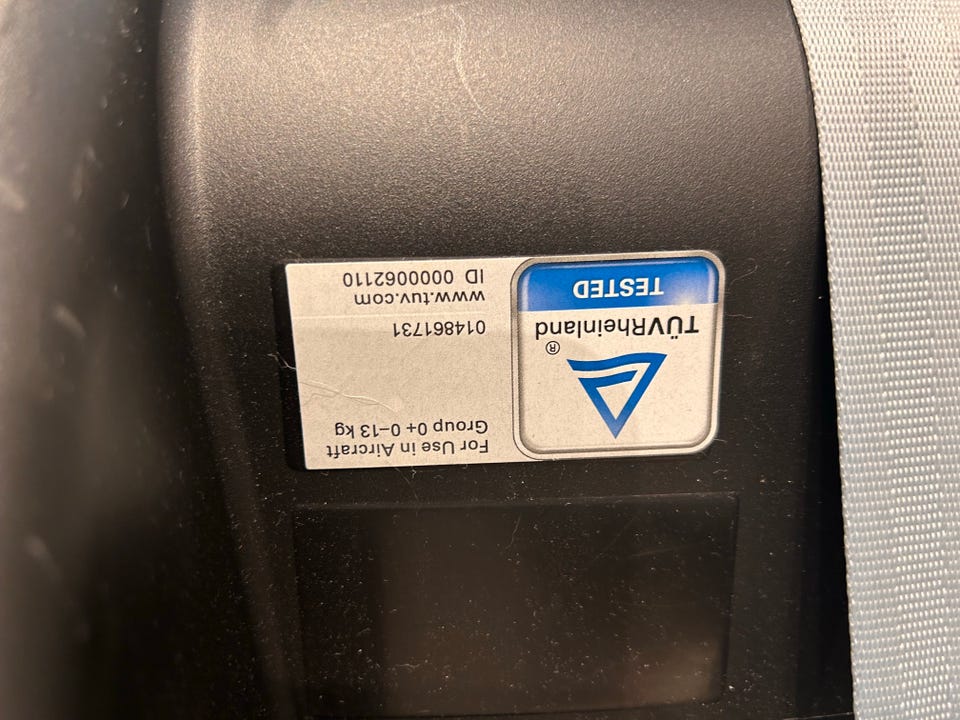 For Use in Aircraft
Group 0+ 0–13 kg
014861731
www.tuv.com
ID 0000062110
®
TÜVRheinland
TESTED